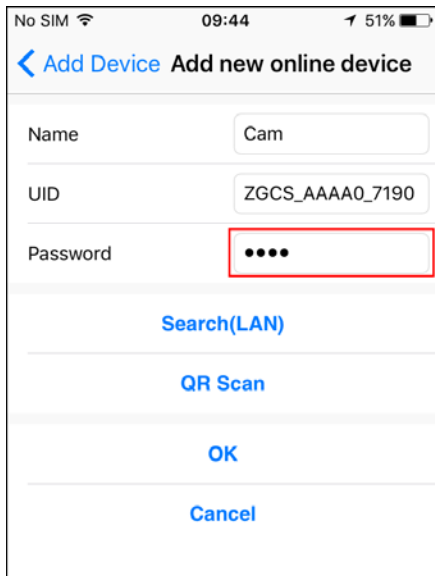 No SIM 09:44 51%
Add Device Add new online device
Name Cam
UID ZGCS_AAAA0_7190
Password ••••
Search(LAN)
QR Scan
OK
Cancel